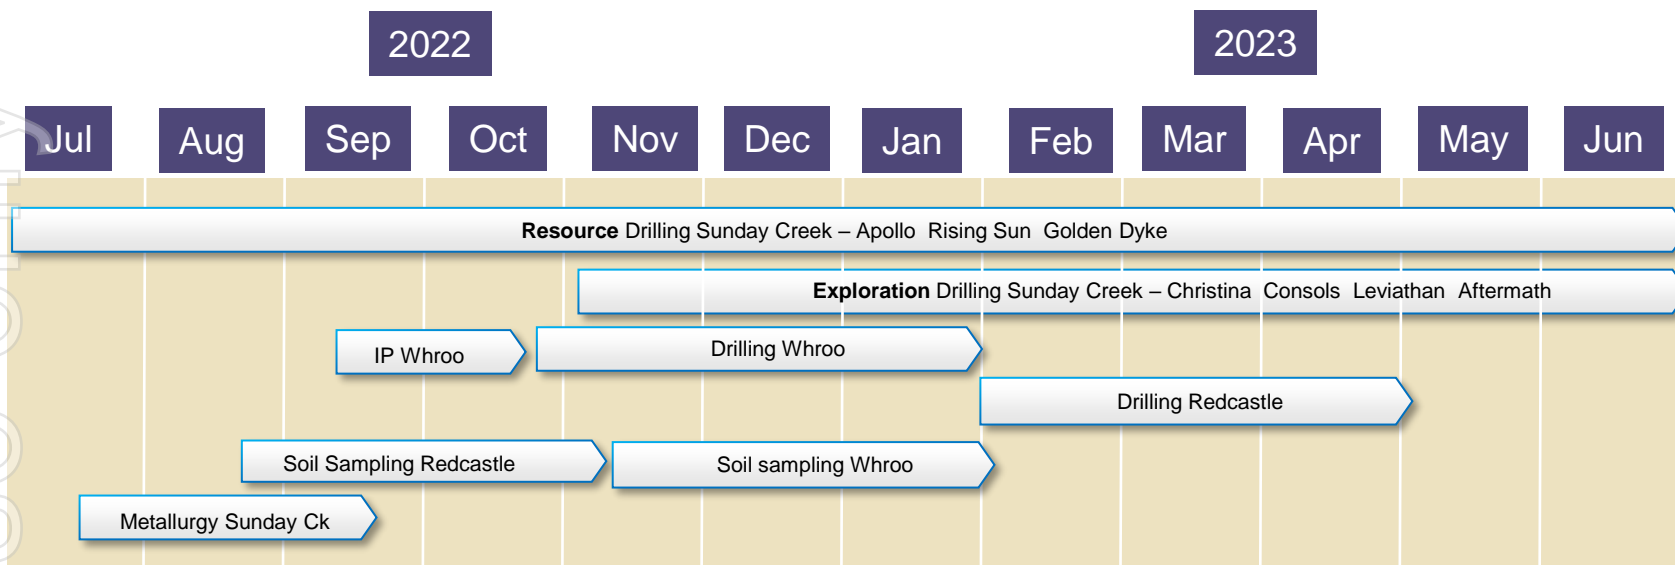 2022
2023
Jul Aug Sep Oct Nov Dec Jan Feb Mar Apr May Jun
Resource Drilling Sunday Creek – Apollo Rising Sun Golden Dyke
Exploration Drilling Sunday Creek – Christina Consols Leviathan Aftermath
IP Whroo
Drilling Whroo
Drilling Redcastle
Soil Sampling Redcastle
Soil sampling Whroo
Metallurgy Sunday Ck